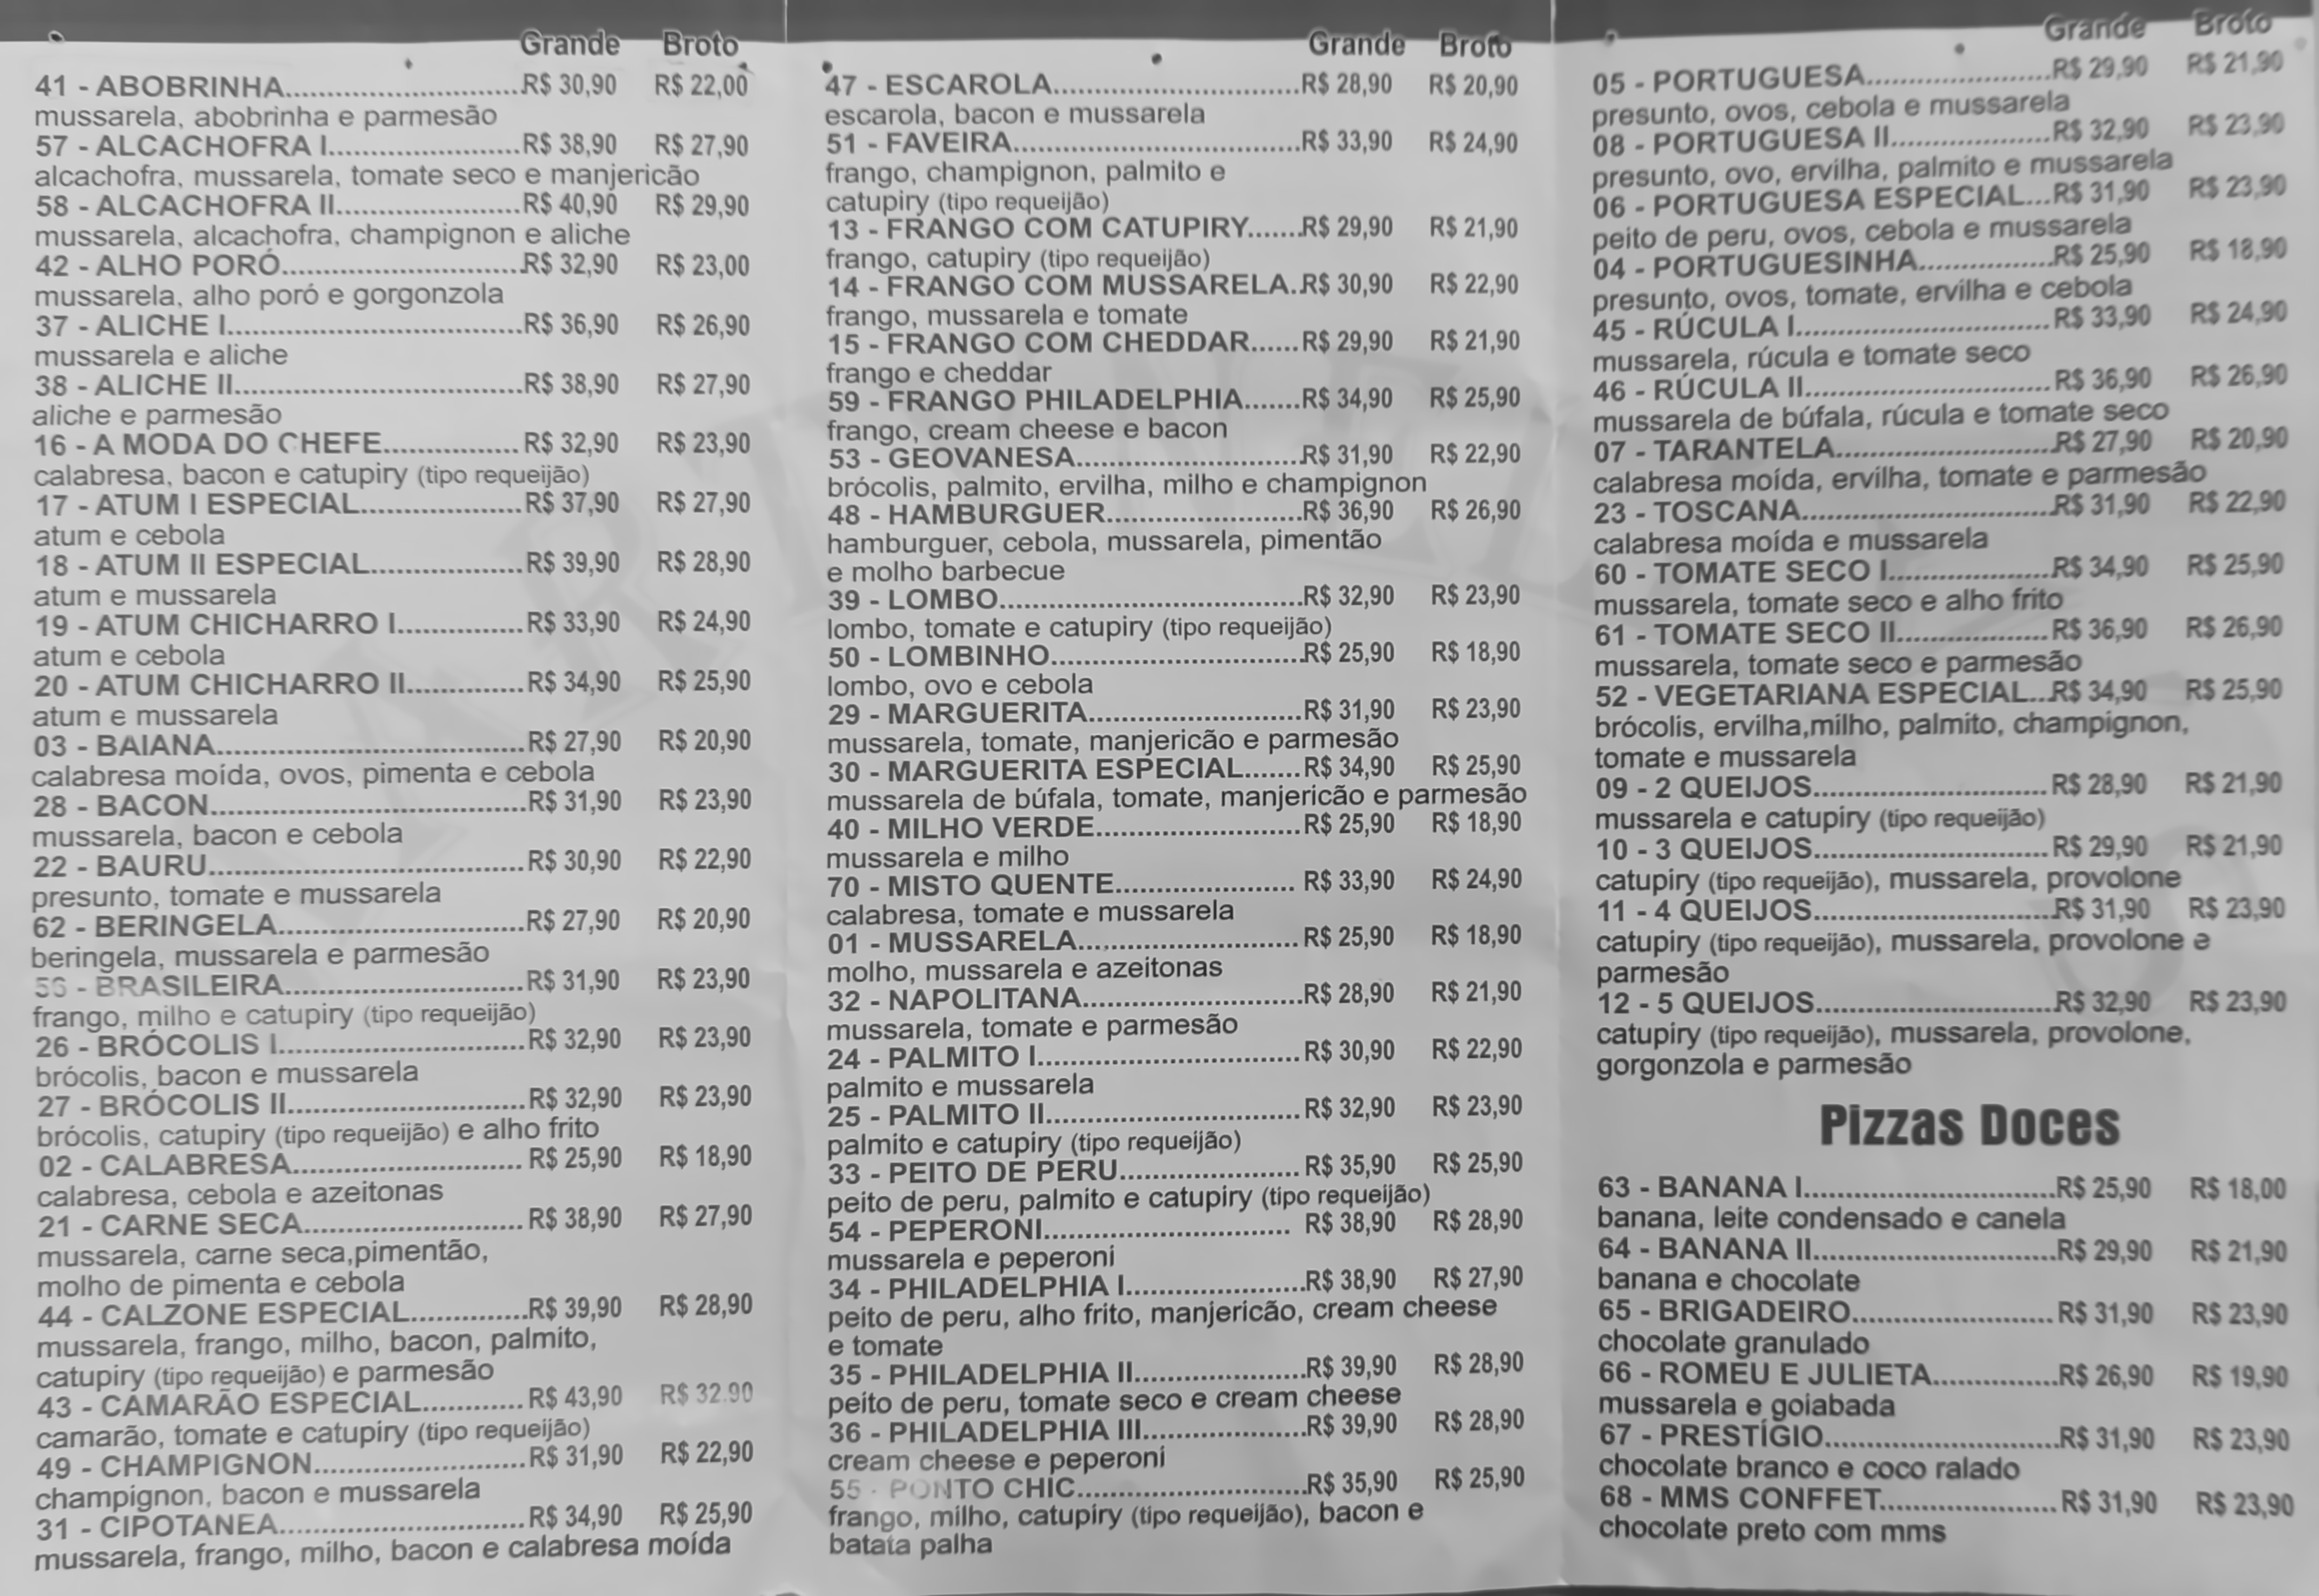 Grande Broto
41 - ABOBRINHA............................R$ 30,90 R$ 22,00
mussarela, abobrinha e parmesão
57 - ALCACHOFRA I.......................R$ 38,90 R$ 27,90
alcachofra, mussarela, tomate seco e manjericão
58 - ALCACHOFRA II......................R$ 40,90 R$ 29,90
mussarela, alcachofra, champignon e aliche
42 - ALHO PORÓ.............................R$ 32,90 R$ 23,00
mussarela, alho poró e gorgonzola
37 - ALICHE I...................................R$ 36,90 R$ 26,90
mussarela e aliche
38 - ALICHE II..................................R$ 38,90 R$ 27,90
aliche e parmesão
16 - A MODA DO CHEFE................R$ 32,90 R$ 23,90
calabresa, bacon e catupiry (tipo requeijão)
17 - ATUM I ESPECIAL...................R$ 37,90 R$ 27,90
atum e cebola
18 - ATUM II ESPECIAL..................R$ 39,90 R$ 28,90
atum e mussarela
19 - ATUM CHICHARRO I...............R$ 33,90 R$ 24,90
atum e cebola
20 - ATUM CHICHARRO II..............R$ 34,90 R$ 25,90
atum e mussarela
03 - BAIANA.....................................R$ 27,90 R$ 20,90
calabresa moída, ovos, pimenta e cebola
28 - BACON......................................R$ 31,90 R$ 23,90
mussarela, bacon e cebola
22 - BAURU......................................R$ 30,90 R$ 22,90
presunto, tomate e mussarela
62 - BERINGELA.............................R$ 27,90 R$ 20,90
beringela, mussarela e parmesão
56 - BRASILEIRA............................R$ 31,90 R$ 23,90
frango, milho e catupiry (tipo requeijão)
26 - BRÓCOLIS I.............................R$ 32,90 R$ 23,90
brócolis, bacon e mussarela
27 - BRÓCOLIS II............................R$ 32,90 R$ 23,90
brócolis, catupiry (tipo requeijão) e alho frito
02 - CALABRESA............................R$ 25,90 R$ 18,90
calabresa, cebola e azeitonas
21 - CARNE SECA..........................R$ 38,90 R$ 27,90
mussarela, carne seca,pimentão,
molho de pimenta e cebola
44 - CALZONE ESPECIAL..............R$ 39,90 R$ 28,90
mussarela, frango, milho, bacon, palmito,
catupiry (tipo requeijão) e parmesão
43 - CAMARÃO ESPECIAL............R$ 43,90 R$ 32.90
camarão, tomate e catupiry (tipo requeijão)
49 - CHAMPIGNON.........................R$ 31,90 R$ 22,90
champignon, bacon e mussarela
31 - CIPOTANEA.............................R$ 34,90 R$ 25,90
mussarela, frango, milho, bacon e calabresa moída
Grande Broto
47 - ESCAROLA..............................R$ 28,90 R$ 20,90
escarola, bacon e mussarela
51 - FAVEIRA...................................R$ 33,90 R$ 24,90
frango, champignon, palmito e
catupiry (tipo requeijão)
13 - FRANGO COM CATUPIRY.......R$ 29,90 R$ 21,90
frango, catupiry (tipo requeijão)
14 - FRANGO COM MUSSARELA..R$ 30,90 R$ 22,90
frango, mussarela e tomate
15 - FRANGO COM CHEDDAR......R$ 29,90 R$ 21,90
frango e cheddar
59 - FRANGO PHILADELPHIA.......R$ 34,90 R$ 25,90
frango, cream cheese e bacon
53 - GEOVANESA...........................R$ 31,90 R$ 22,90
brócolis, palmito, ervilha, milho e champignon
48 - HAMBURGUER........................R$ 36,90 R$ 26,90
hamburguer, cebola, mussarela, pimentão
e molho barbecue
39 - LOMBO.....................................R$ 32,90 R$ 23,90
lombo, tomate e catupiry (tipo requeijão)
50 - LOMBINHO...............................R$ 25,90 R$ 18,90
lombo, ovo e cebola
29 - MARGUERITA..........................R$ 31,90 R$ 23,90
mussarela, tomate, manjericão e parmesão
30 - MARGUERITA ESPECIAL.......R$ 34,90 R$ 25,90
mussarela de búfala, tomate, manjericão e parmesão
40 - MILHO VERDE.........................R$ 25,90 R$ 18,90
mussarela e milho
70 - MISTO QUENTE...................... R$ 33,90 R$ 24,90
calabresa, tomate e mussarela
01 - MUSSARELA...........................R$ 25,90 R$ 18,90
molho, mussarela e azeitonas
32 - NAPOLITANA...........................R$ 28,90 R$ 21,90
mussarela, tomate e parmesão
24 - PALMITO I................................R$ 30,90 R$ 22,90
palmito e mussarela
25 - PALMITO II...............................R$ 32,90 R$ 23,90
palmito e catupiry (tipo requeijão)
33 - PEITO DE PERU......................R$ 35,90 R$ 25,90
peito de peru, palmito e catupiry (tipo requeijão)
54 - PEPERONI.............................. R$ 38,90 R$ 28,90
mussarela e peperoni
34 - PHILADELPHIA I......................R$ 38,90 R$ 27,90
peito de peru, alho frito, manjericão, cream cheese
e tomate
35 - PHILADELPHIA II.....................R$ 39,90 R$ 28,90
peito de peru, tomate seco e cream cheese
36 - PHILADELPHIA III....................R$ 39,90 R$ 28,90
cream cheese e peperoni
55 - PONTO CHIC............................R$ 35,90 R$ 25,90
frango, milho, catupiry (tipo requeijão), bacon e
batata palha
Grande Broto
05 - PORTUGUESA......................R$ 29,90 R$ 21,90
presunto, ovos, cebola e mussarela
08 - PORTUGUESA II...................R$ 32,90 R$ 23,90
presunto, ovo, ervilha, palmito e mussarela
06 - PORTUGUESA ESPECIAL...R$ 31,90 R$ 23,90
peito de peru, ovos, cebola e mussarela
04 - PORTUGUESINHA................R$ 25,90 R$ 18,90
presunto, ovos, tomate, ervilha e cebola
45 - RÚCULA I...............................R$ 33,90 R$ 24,90
mussarela, rúcula e tomate seco
46 - RÚCULA II..............................R$ 36,90 R$ 26,90
mussarela de búfala, rúcula e tomate seco
07 - TARANTELA..........................R$ 27,90 R$ 20,90
calabresa moída, ervilha, tomate e parmesão
23 - TOSCANA..............................R$ 31,90 R$ 22,90
calabresa moída e mussarela
60 - TOMATE SECO I....................R$ 34,90 R$ 25,90
mussarela, tomate seco e alho frito
61 - TOMATE SECO II...................R$ 36,90 R$ 26,90
mussarela, tomate seco e parmesão
52 - VEGETARIANA ESPECIAL...R$ 34,90 R$ 25,90
brócolis, ervilha,milho, palmito, champignon,
tomate e mussarela
09 - 2 QUEIJOS............................R$ 28,90 R$ 21,90
mussarela e catupiry (tipo requeijão)
10 - 3 QUEIJOS............................R$ 29,90 R$ 21,90
catupiry (tipo requeijão), mussarela, provolone
11 - 4 QUEIJOS.............................R$ 31,90 R$ 23,90
catupiry (tipo requeijão), mussarela, provolone e
parmesão
12 - 5 QUEIJOS.............................R$ 32,90 R$ 23,90
catupiry (tipo requeijão), mussarela, provolone,
gorgonzola e parmesão
Pizzas Doces
63 - BANANA I...............................R$ 25,90 R$ 18,00
banana, leite condensado e canela
64 - BANANA II..............................R$ 29,90 R$ 21,90
banana e chocolate
65 - BRIGADEIRO.........................R$ 31,90 R$ 23,90
chocolate granulado
66 - ROMEU E JULIETA...............R$ 26,90 R$ 19,90
mussarela e goiabada
67 - PRESTÍGIO............................R$ 31,90 R$ 23,90
chocolate branco e coco ralado
68 - MMS CONFFET.....................R$ 31,90 R$ 23,90
chocolate preto com mms